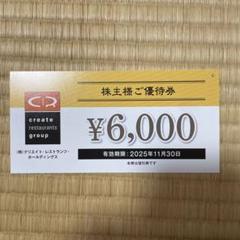 株主様ご優待券
create
restaurants
group
¥6,000
(株)クリエイト・レストランツ・
ホールディングス
有効期限：2025年11月30日